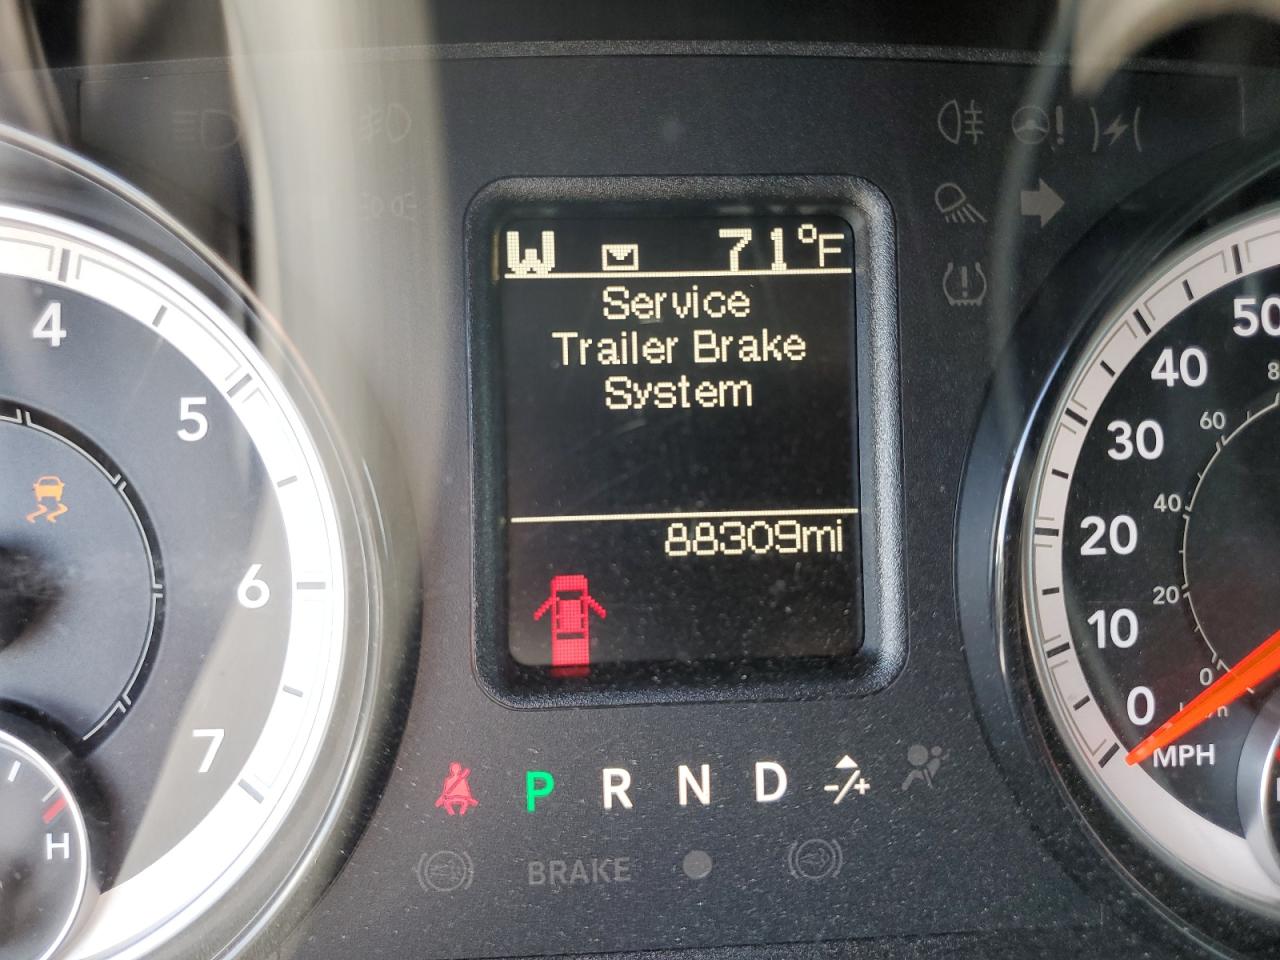 W 71°F
Service
Trailer Brake
System
88309mi
4
5
6
7
H
50
40
30
20
10
0
MPH
60
40
20
0
P R N D -/+
BRAKE